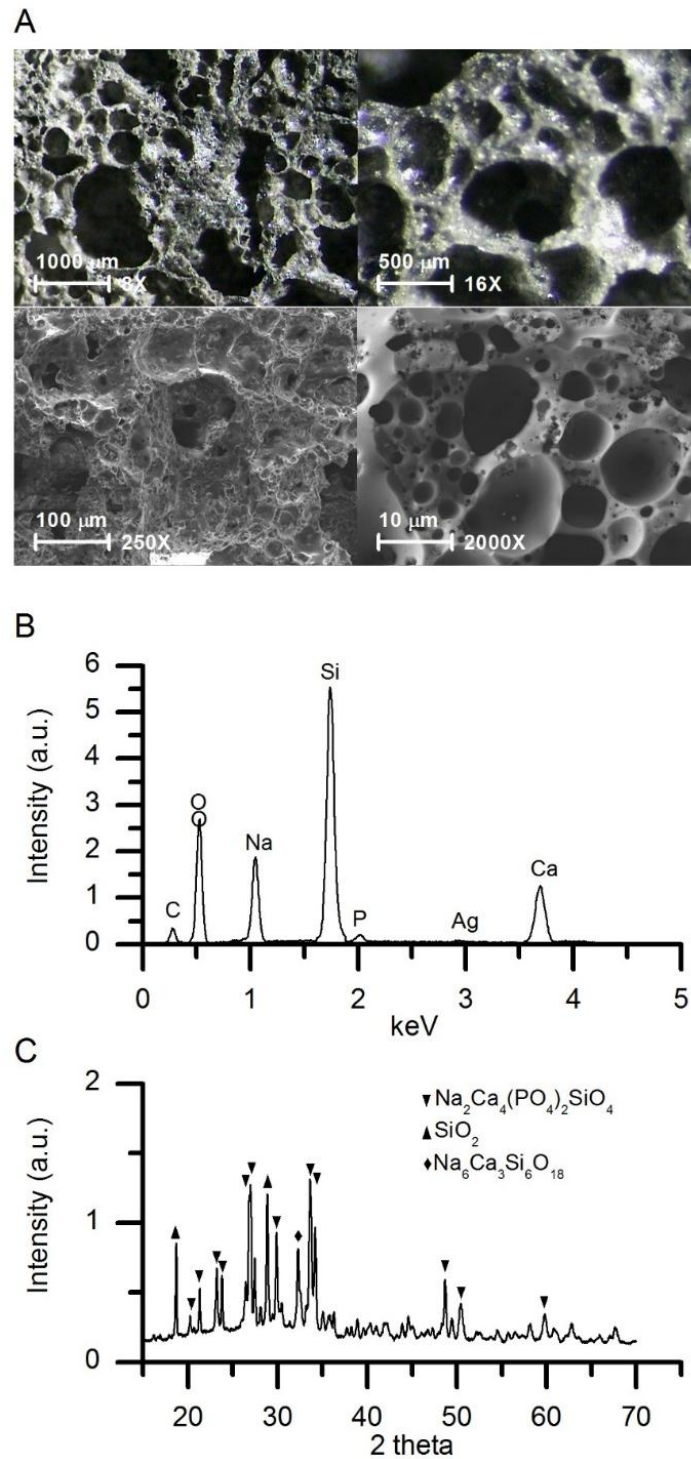 A
1000 μm 8X
500 μm 16X
100 μm 250X
10 μm 2000X
B
6
5
4
3
2
1
0
Intensity (a.u.)
C
O
O
Na
Si
P
Ag
Ca
0 1 2 3 4 5
keV
C
2
1
0
Intensity (a.u.)
Na₂Ca₄(PO₄)₂SiO₄
SiO₂
Na₆Ca₃Si₆O₁₈
20 30 40 50 60 70
2 theta